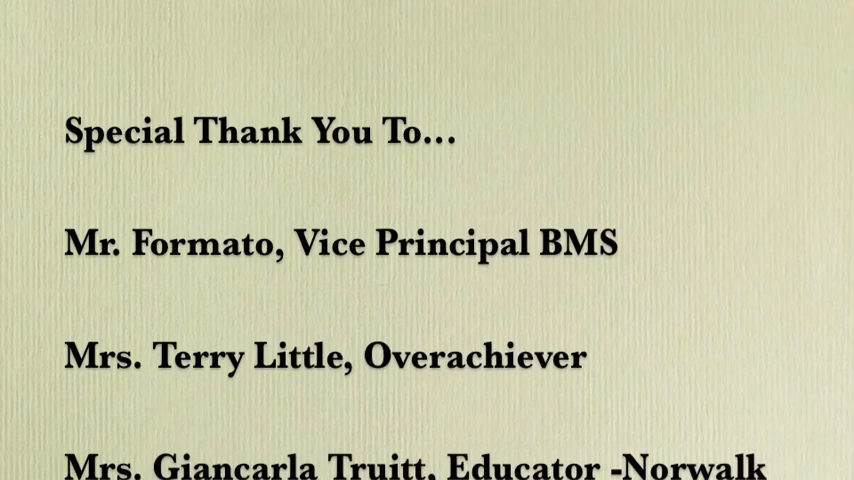 Special Thank You To...
Mr. Formato, Vice Principal BMS
Mrs. Terry Little, Overachiever
Mrs. Giancarla Truitt, Educator -Norwalk